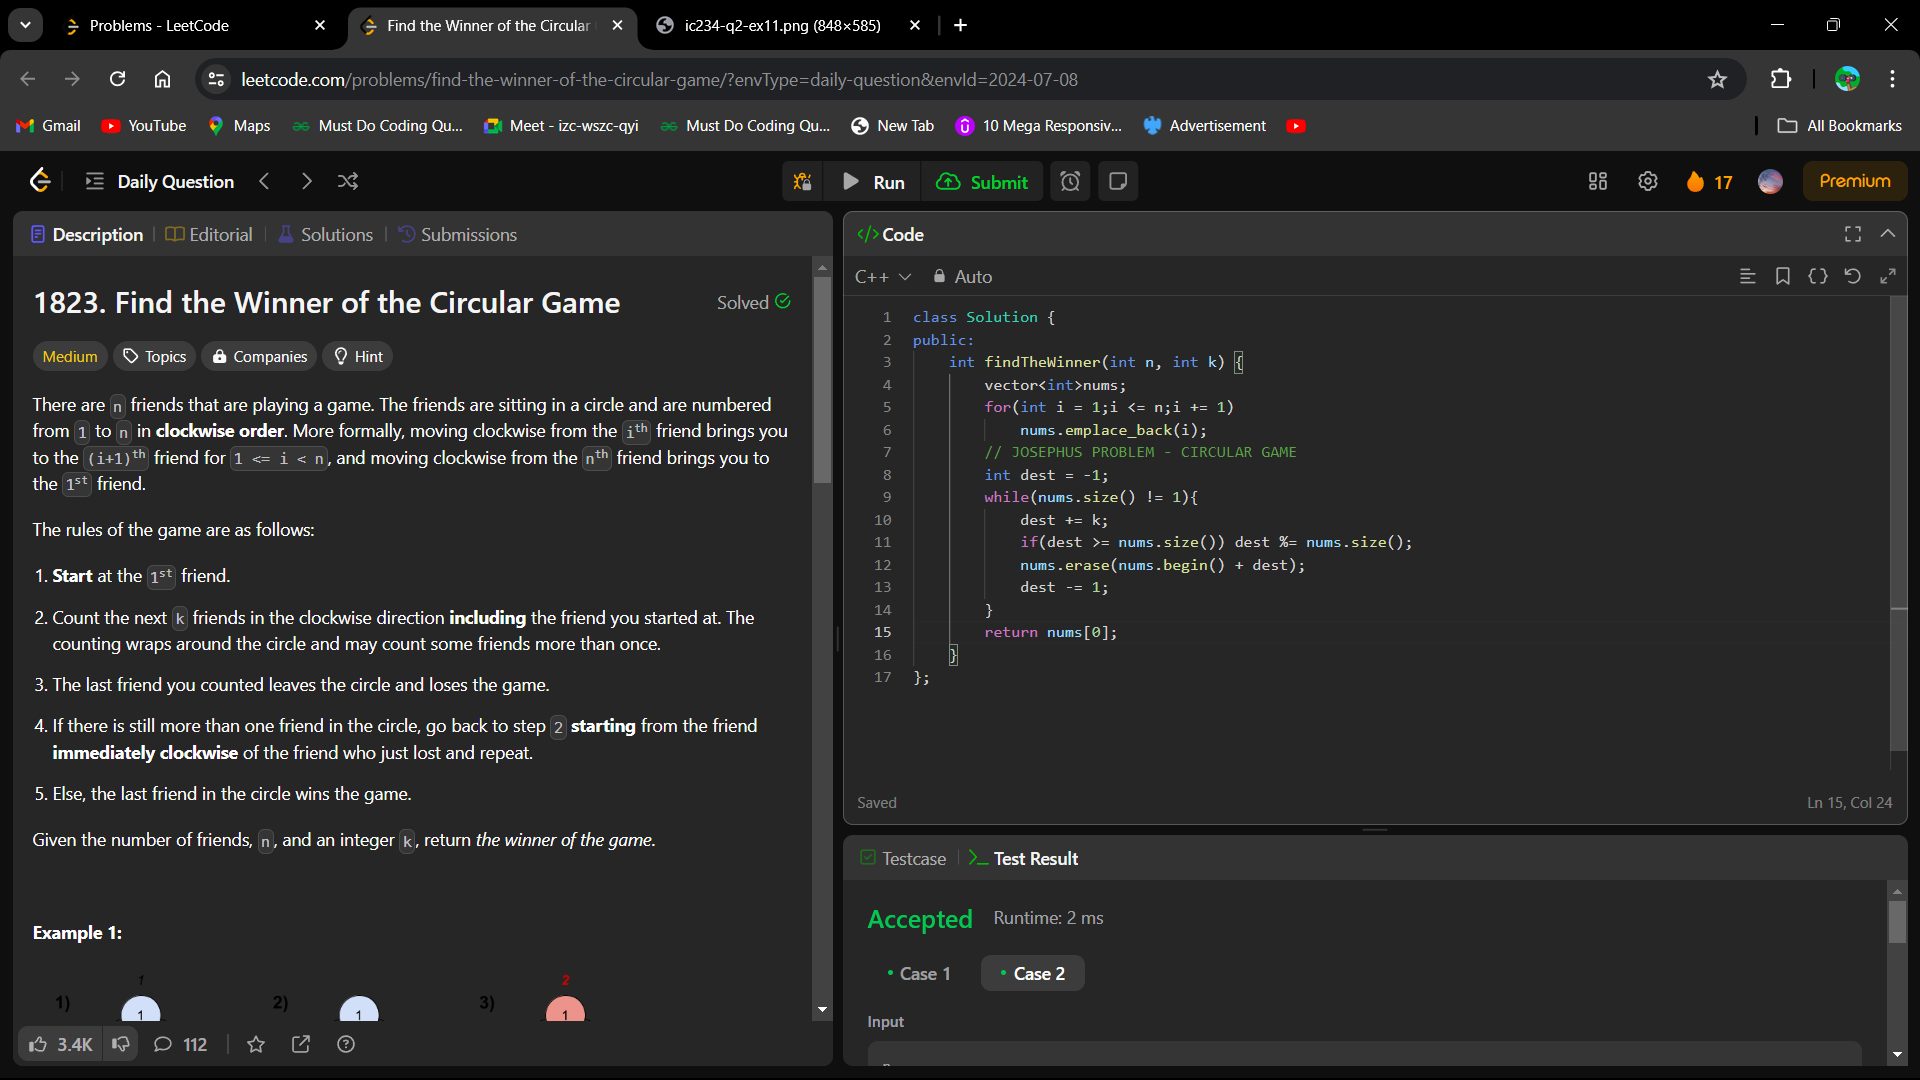 Problems - LeetCode
Find the Winner of the Circular
ic234-q2-ex11.png (848×585)
leetcode.com/problems/find-the-winner-of-the-circular-game/?envType=daily-question&envId=2024-07-08
Gmail
YouTube
Maps
Must Do Coding Qu...
Meet - izc-wszc-qyi
Must Do Coding Qu...
New Tab
10 Mega Responsiv...
Advertisement
All Bookmarks
Daily Question
Run
Submit
17
Premium
Description
Editorial
Solutions
Submissions
1823. Find the Winner of the Circular Game
Solved
Medium
Topics
Companies
Hint
There are n friends that are playing a game. The friends are sitting in a circle and are numbered
from 1 to n in clockwise order. More formally, moving clockwise from the ith friend brings you
to the (i+1)th friend for 1 <= i < n, and moving clockwise from the nth friend brings you to
the 1st friend.
The rules of the game are as follows:
1. Start at the 1st friend.
2. Count the next k friends in the clockwise direction including the friend you started at. The
counting wraps around the circle and may count some friends more than once.
3. The last friend you counted leaves the circle and loses the game.
4. If there is still more than one friend in the circle, go back to step 2 starting from the friend
immediately clockwise of the friend who just lost and repeat.
5. Else, the last friend in the circle wins the game.
Given the number of friends, n, and an integer k, return the winner of the game.
Example 1:
1
2
1)
1
2)
1
3)
1
3.4K
112
</> Code
C++
Auto
1 class Solution {
2 public:
3 int findTheWinner(int n, int k) {
4 vector<int>nums;
5 for(int i = 1;i <= n;i += 1)
6 nums.emplace_back(i);
7 // JOSEPHUS PROBLEM - CIRCULAR GAME
8 int dest = -1;
9 while(nums.size() != 1){
10 dest += k;
11 if(dest >= nums.size()) dest %= nums.size();
12 nums.erase(nums.begin() + dest);
13 dest -= 1;
14 }
15 return nums[0];
16 }
17 };
Saved
Ln 15, Col 24
Testcase
Test Result
Accepted
Runtime: 2 ms
Case 1
Case 2
Input